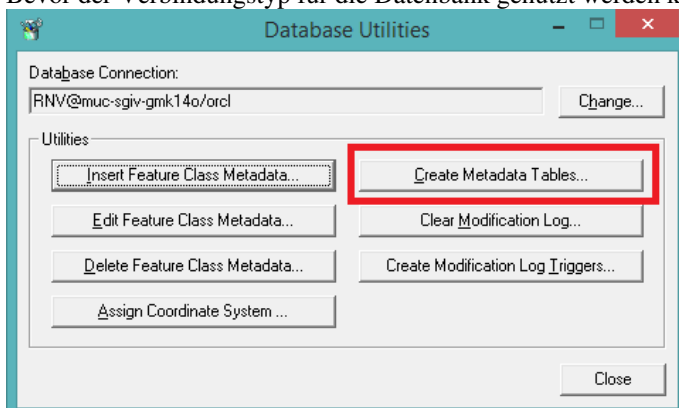 Bevor der Verbindungstyp für die Datenbank genutzt werden k
Database Utilities
Database Connection:
RNV@muc-sgiv-gmk14o/orcl
Change...
Utilities
Insert Feature Class Metadata...
Create Metadata Tables...
Edit Feature Class Metadata...
Clear Modification Log...
Delete Feature Class Metadata...
Create Modification Log Triggers...
Assign Coordinate System ...
Close